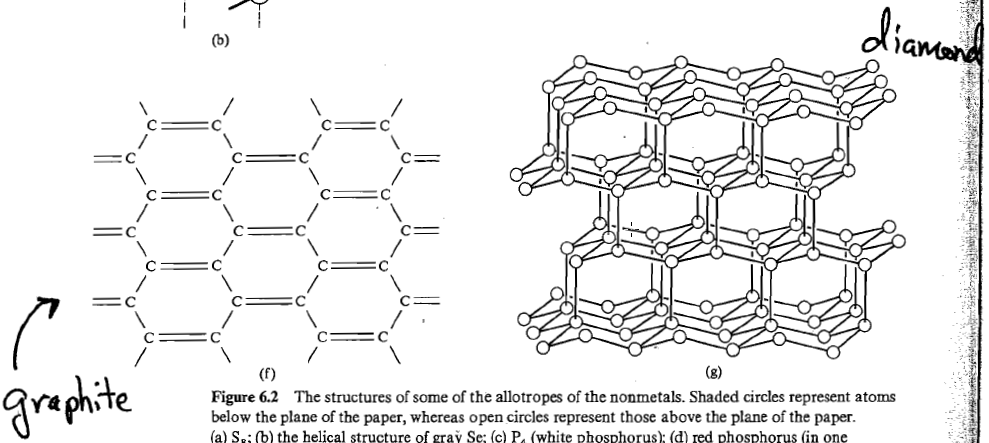 (b)
diamond
C C C C
C C C C
C C C C
C C C C
C C C C
C C C C
C C C C
graphite
(f)
(g)
Figure 6.2 The structures of some of the allotropes of the nonmetals. Shaded circles represent atoms
below the plane of the paper, whereas open circles represent those above the plane of the paper.
(a) S₈; (b) the helical structure of gray Se; (c) P₄ (white phosphorus); (d) red phosphorus (in one